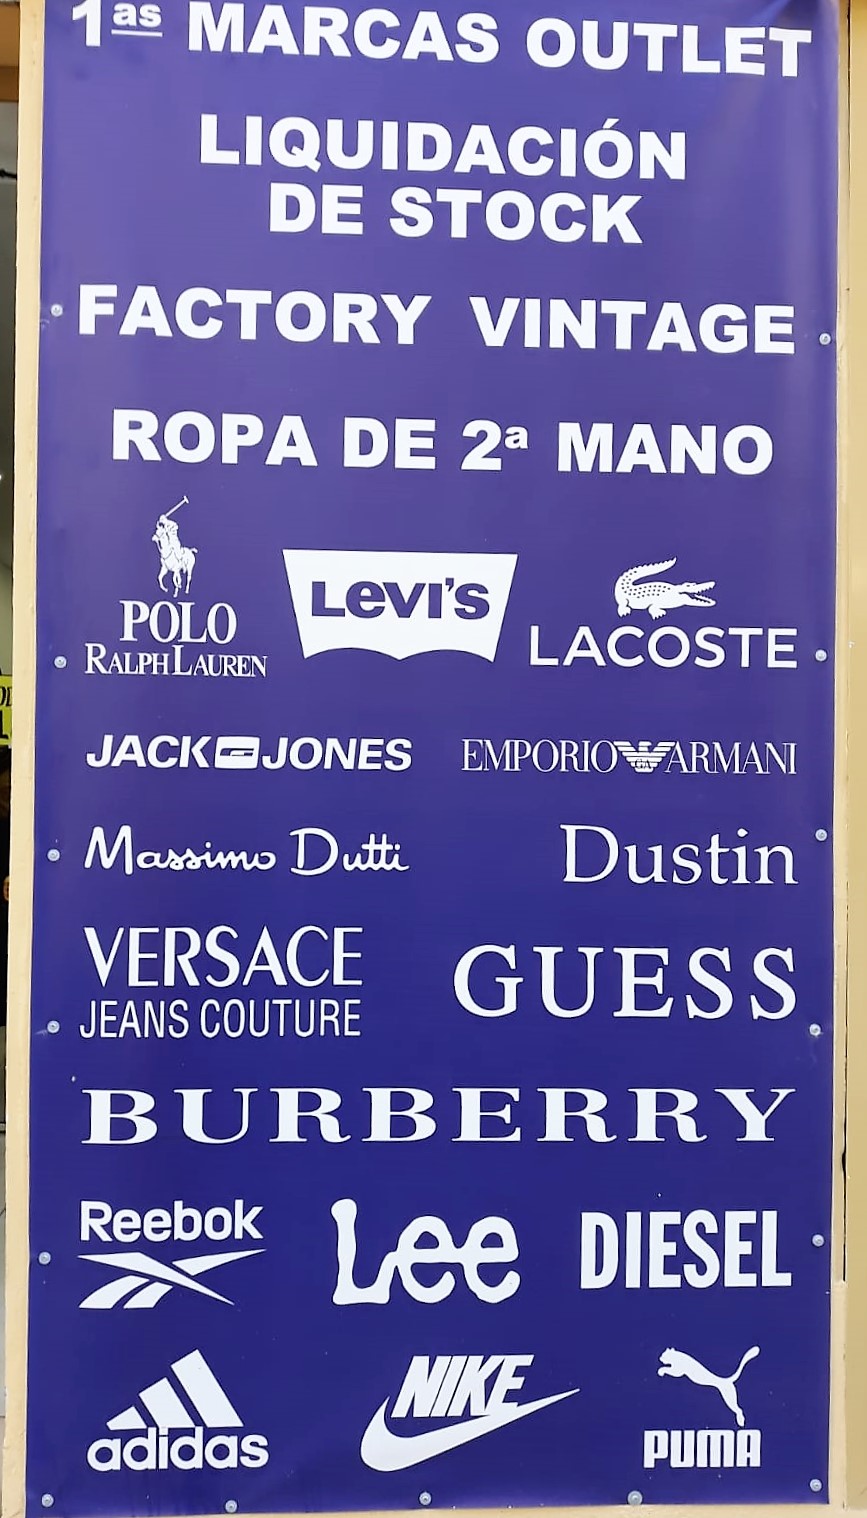 1as MARCAS OUTLET
LIQUIDACIÓN
DE STOCK
FACTORY VINTAGE
ROPA DE 2ª MANO
POLO
RALPH LAUREN
LEVI'S
LACOSTE
JACK JONES
EMPORIO GA ARMANI
Massimo Dutti
Dustin
VERSACE
JEANS COUTURE
GUESS
BURBERRY
Reebok
Lee
DIESEL
adidas
NIKE
PUMA